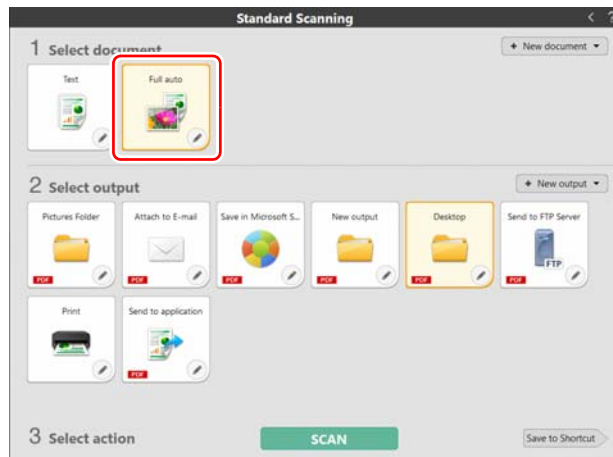 Standard Scanning
<
?
1 Select document
+ New document
Text
Full auto
2 Select output
+ New output
Pictures Folder
Attach to E-mail
Save in Microsoft S...
New output
Desktop
Send to FTP Server
PDF
PDF
PDF
PDF
PDF
PDF
FTP
Print
Send to application
PDF
3 Select action
SCAN
Save to Shortcut